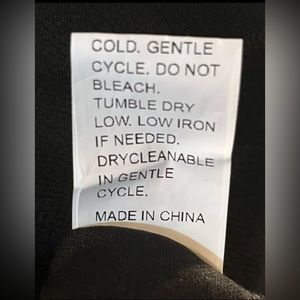 COLD. GENTLE
CYCLE. DO NOT
BLEACH.
TUMBLE DRY
LOW. LOW IRON
IF NEEDED.
DRYCLEANABLE
IN GENTLE
CYCLE.
MADE IN CHINA